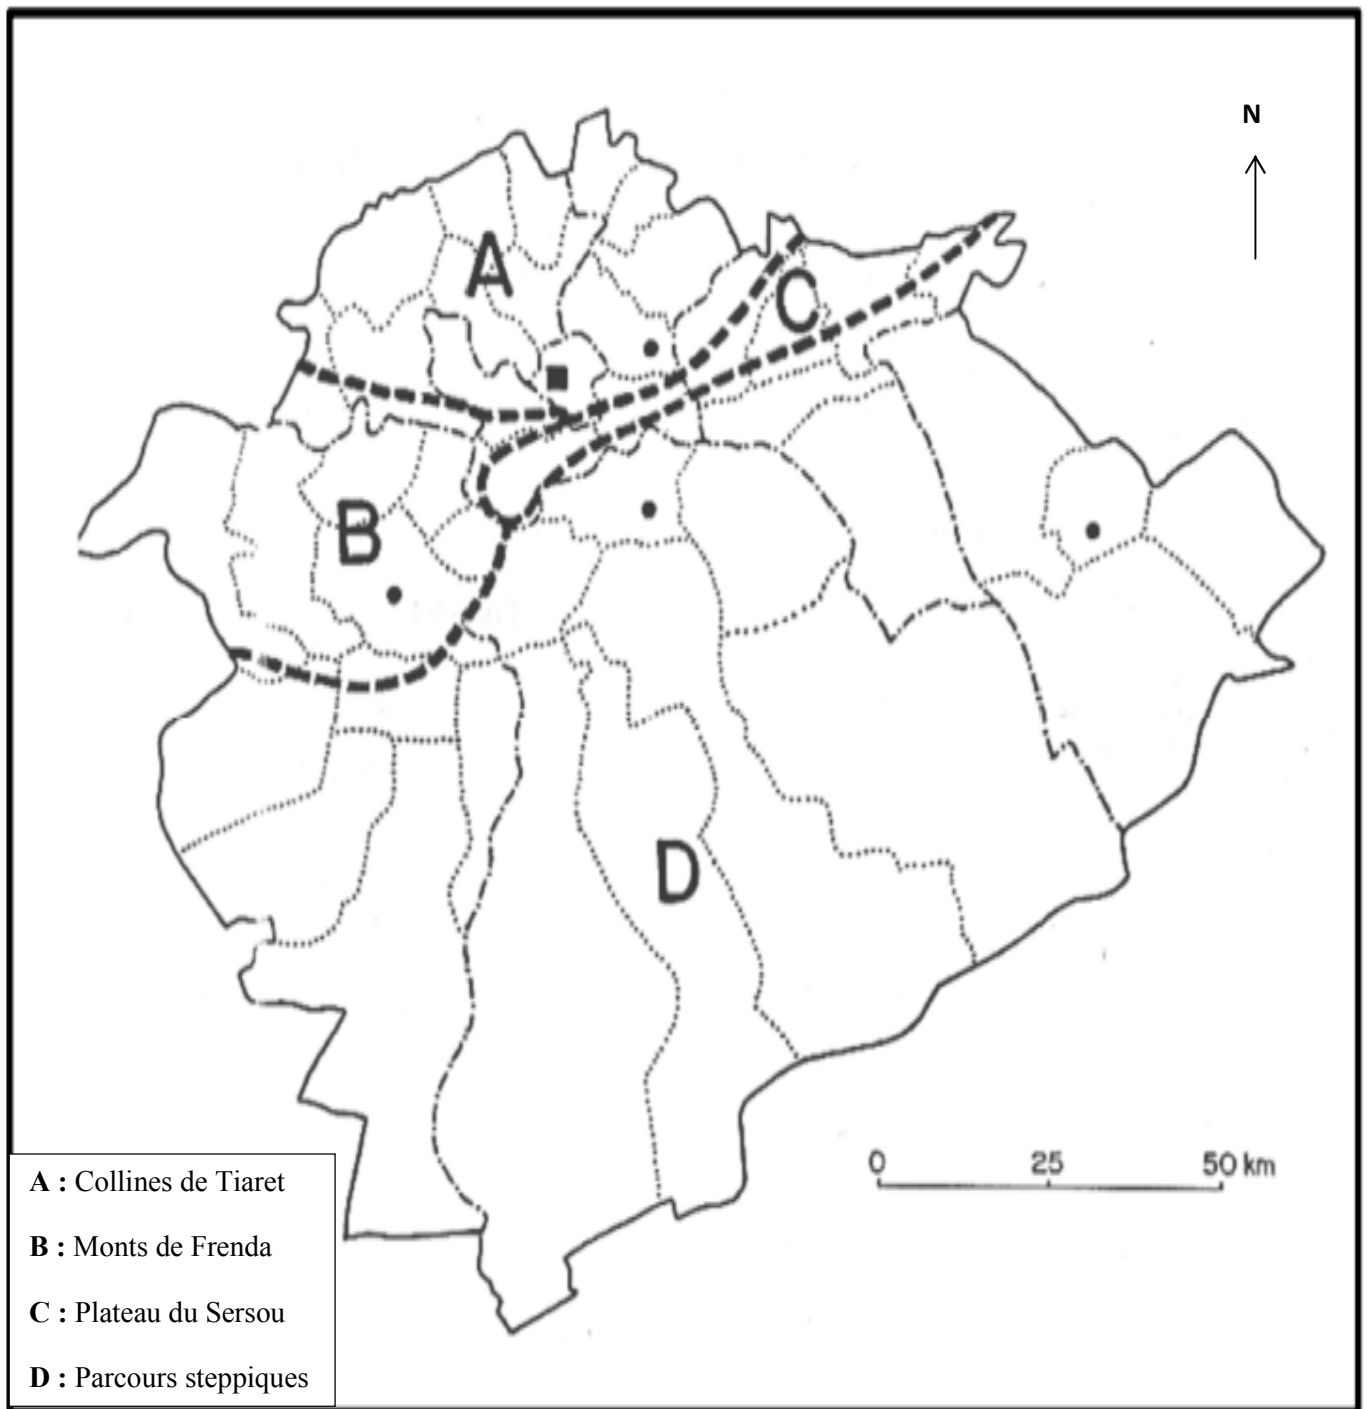 N
A
C
B
D
0 25 50 km
A : Collines de Tiaret
B : Monts de Frenda
C : Plateau du Sersou
D : Parcours steppiques